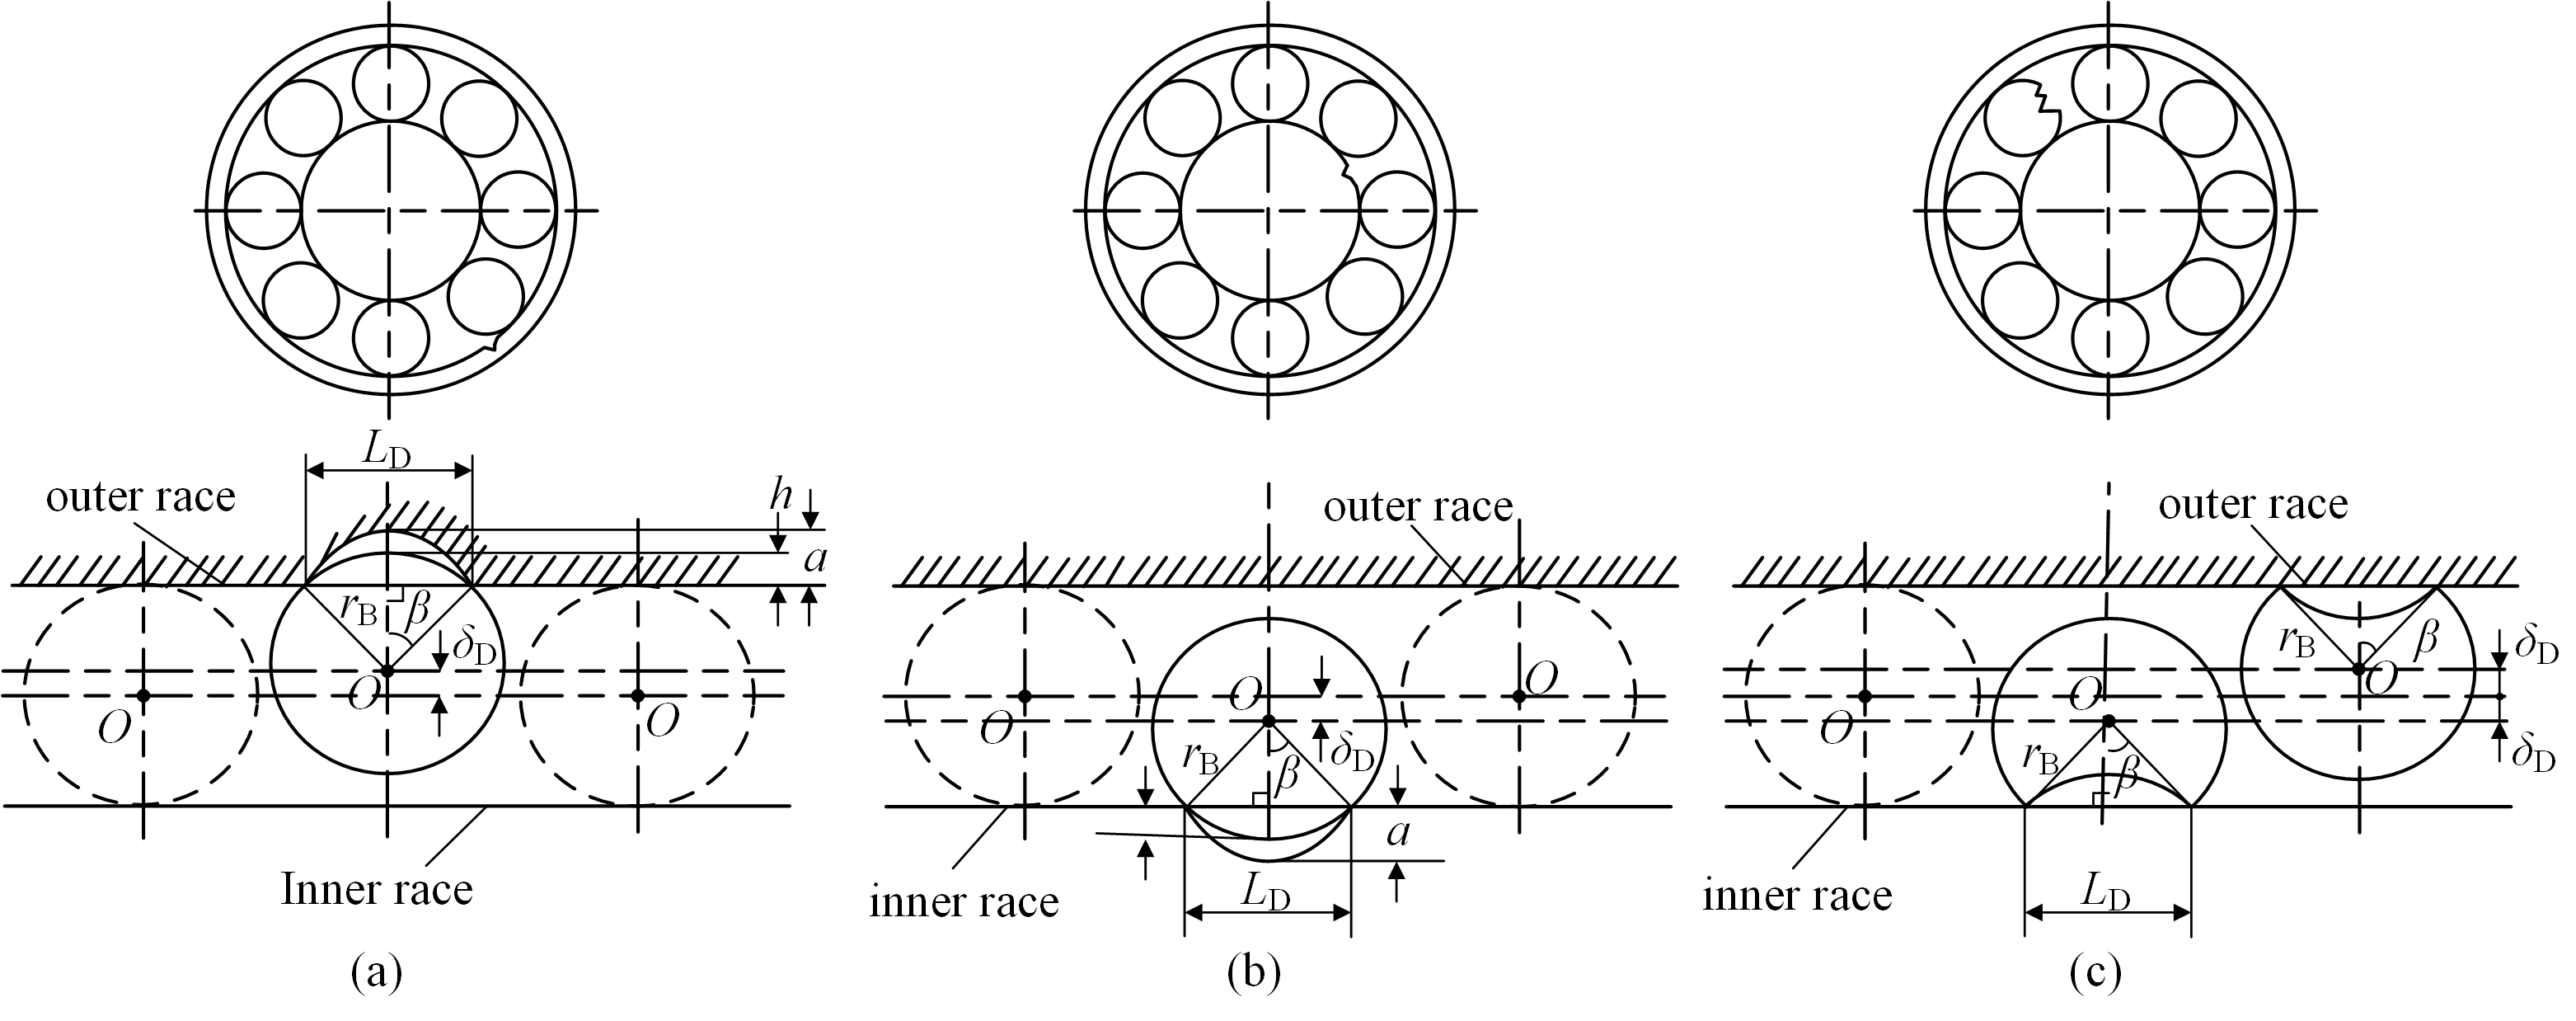 L_D
h
outer race
a
r_B
β
δ_D
O
O
O
Inner race
(a)
outer race
O
O
O
r_B
β
δ_D
a
inner race
L_D
(b)
outer race
r_B
β
δ_D
O
O
O
r_B
β
δ_D
inner race
L_D
(c)